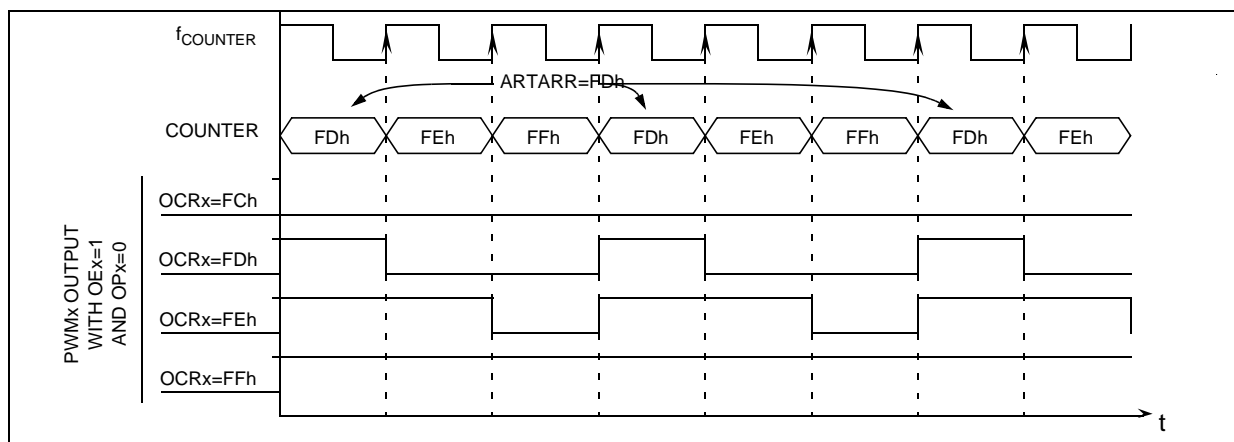 fCOUNTER
ARTARR=FDh
COUNTER
FDh FEh FFh FDh FEh FFh FDh FEh
PWMx OUTPUT
WITH OEx=1
AND OPx=0
OCRx=FCh
OCRx=FDh
OCRx=FEh
OCRx=FFh
t